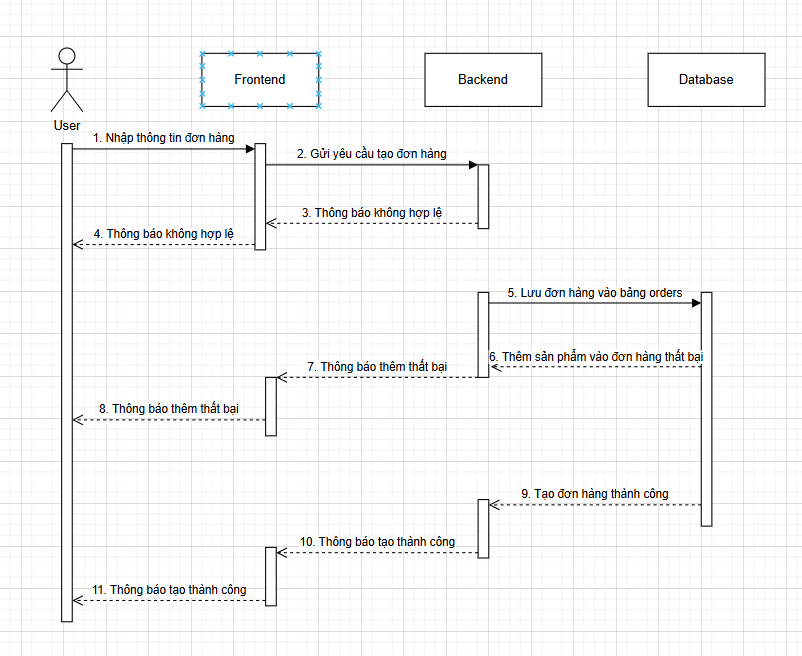 Frontend
Backend
Database
User
1. Nhập thông tin đơn hàng
2. Gửi yêu cầu tạo đơn hàng
3. Thông báo không hợp lệ
4. Thông báo không hợp lệ
5. Lưu đơn hàng vào bảng orders
6. Thêm sản phẩm vào đơn hàng thất bại
7. Thông báo thêm thất bại
8. Thông báo thêm thất bại
9. Tạo đơn hàng thành công
10. Thông báo tạo thành công
11. Thông báo tạo thành công